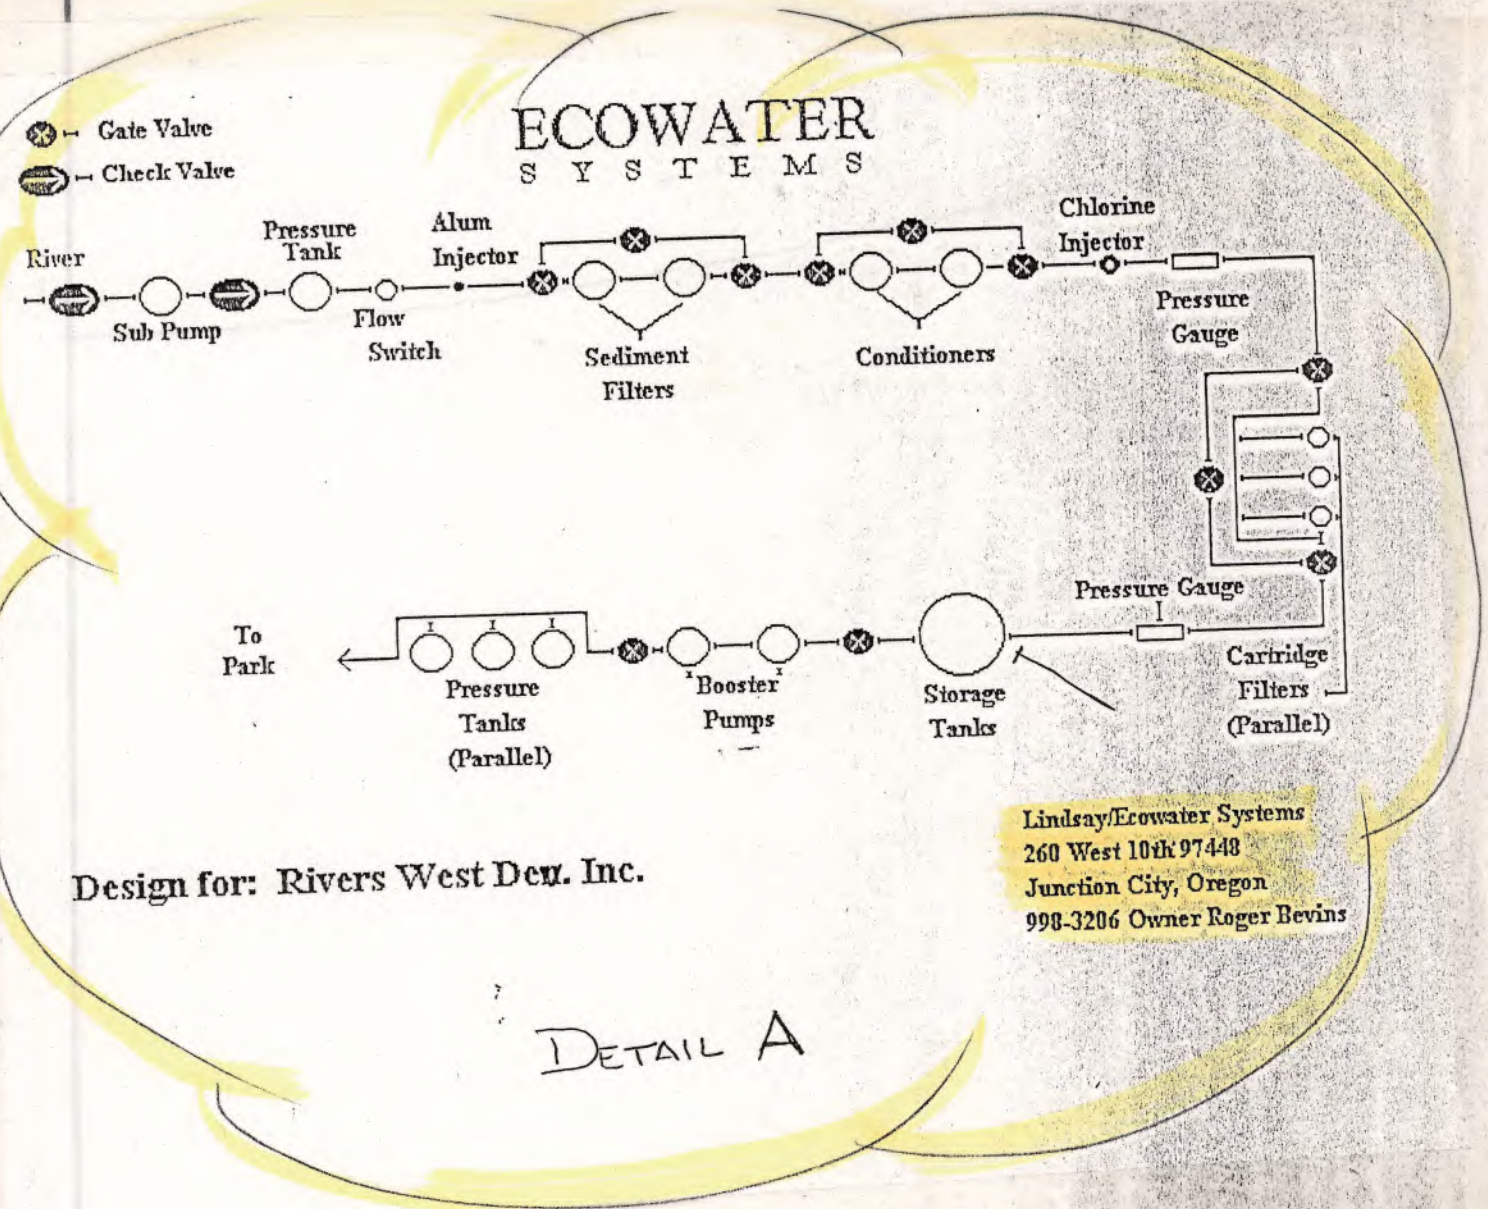 ECOWATER
SYSTEMS
Gate Valve
Check Valve
River
Sub Pump
Pressure
Tank
Flow
Switch
Alum
Injector
Sediment
Filters
Conditioners
Chlorine
Injector
Pressure
Gauge
Cartridge
Filters
(Parallel)
Pressure Gauge
Storage
Tanks
Booster
Pumps
Pressure
Tanks
(Parallel)
To
Park
Lindsay/Ecowater Systems
260 West 10th 97448
Junction City, Oregon
998-3206 Owner Roger Bevins
Design for: Rivers West Dev. Inc.
DETAIL A